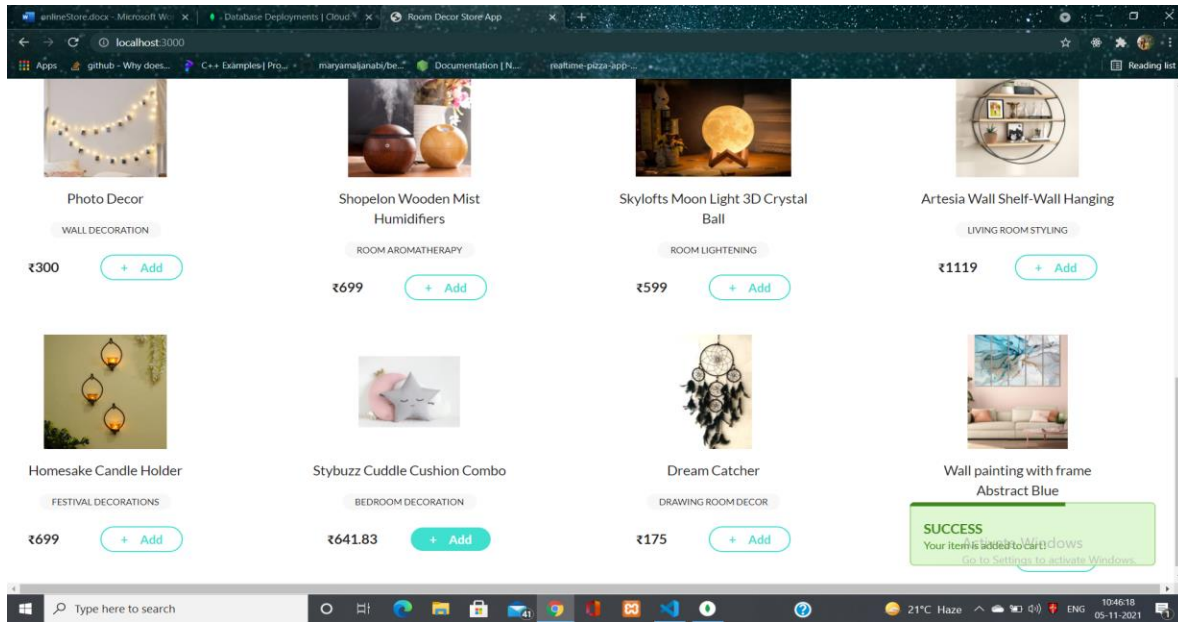 onlineStore.docx - Microsoft Wo
Database Deployments | Cloud
Room Decor Store App
localhost:3000
Apps
github - Why does...
C++ Examples | Pro...
maryamaljanabi/be...
Documentation | N...
realtime-pizza-app-...
Reading list
Photo Decor
WALL DECORATION
₹300
+ Add
Shopelon Wooden Mist
Humidifiers
ROOM AROMATHERAPY
₹699
+ Add
Skylofts Moon Light 3D Crystal
Ball
ROOM LIGHTENING
₹599
+ Add
Artesia Wall Shelf-Wall Hanging
LIVING ROOM STYLING
₹1119
+ Add
Homesake Candle Holder
FESTIVAL DECORATIONS
₹699
+ Add
Stybuzz Cuddle Cushion Combo
BEDROOM DECORATION
₹641.83
+ Add
Dream Catcher
DRAWING ROOM DECOR
₹175
+ Add
Wall painting with frame
Abstract Blue
SUCCESS
Your item is added to cart!
Activate Windows
Go to Settings to activate Windows.
Type here to search
41
21°C Haze
ENG
10:46:18
05-11-2021
1